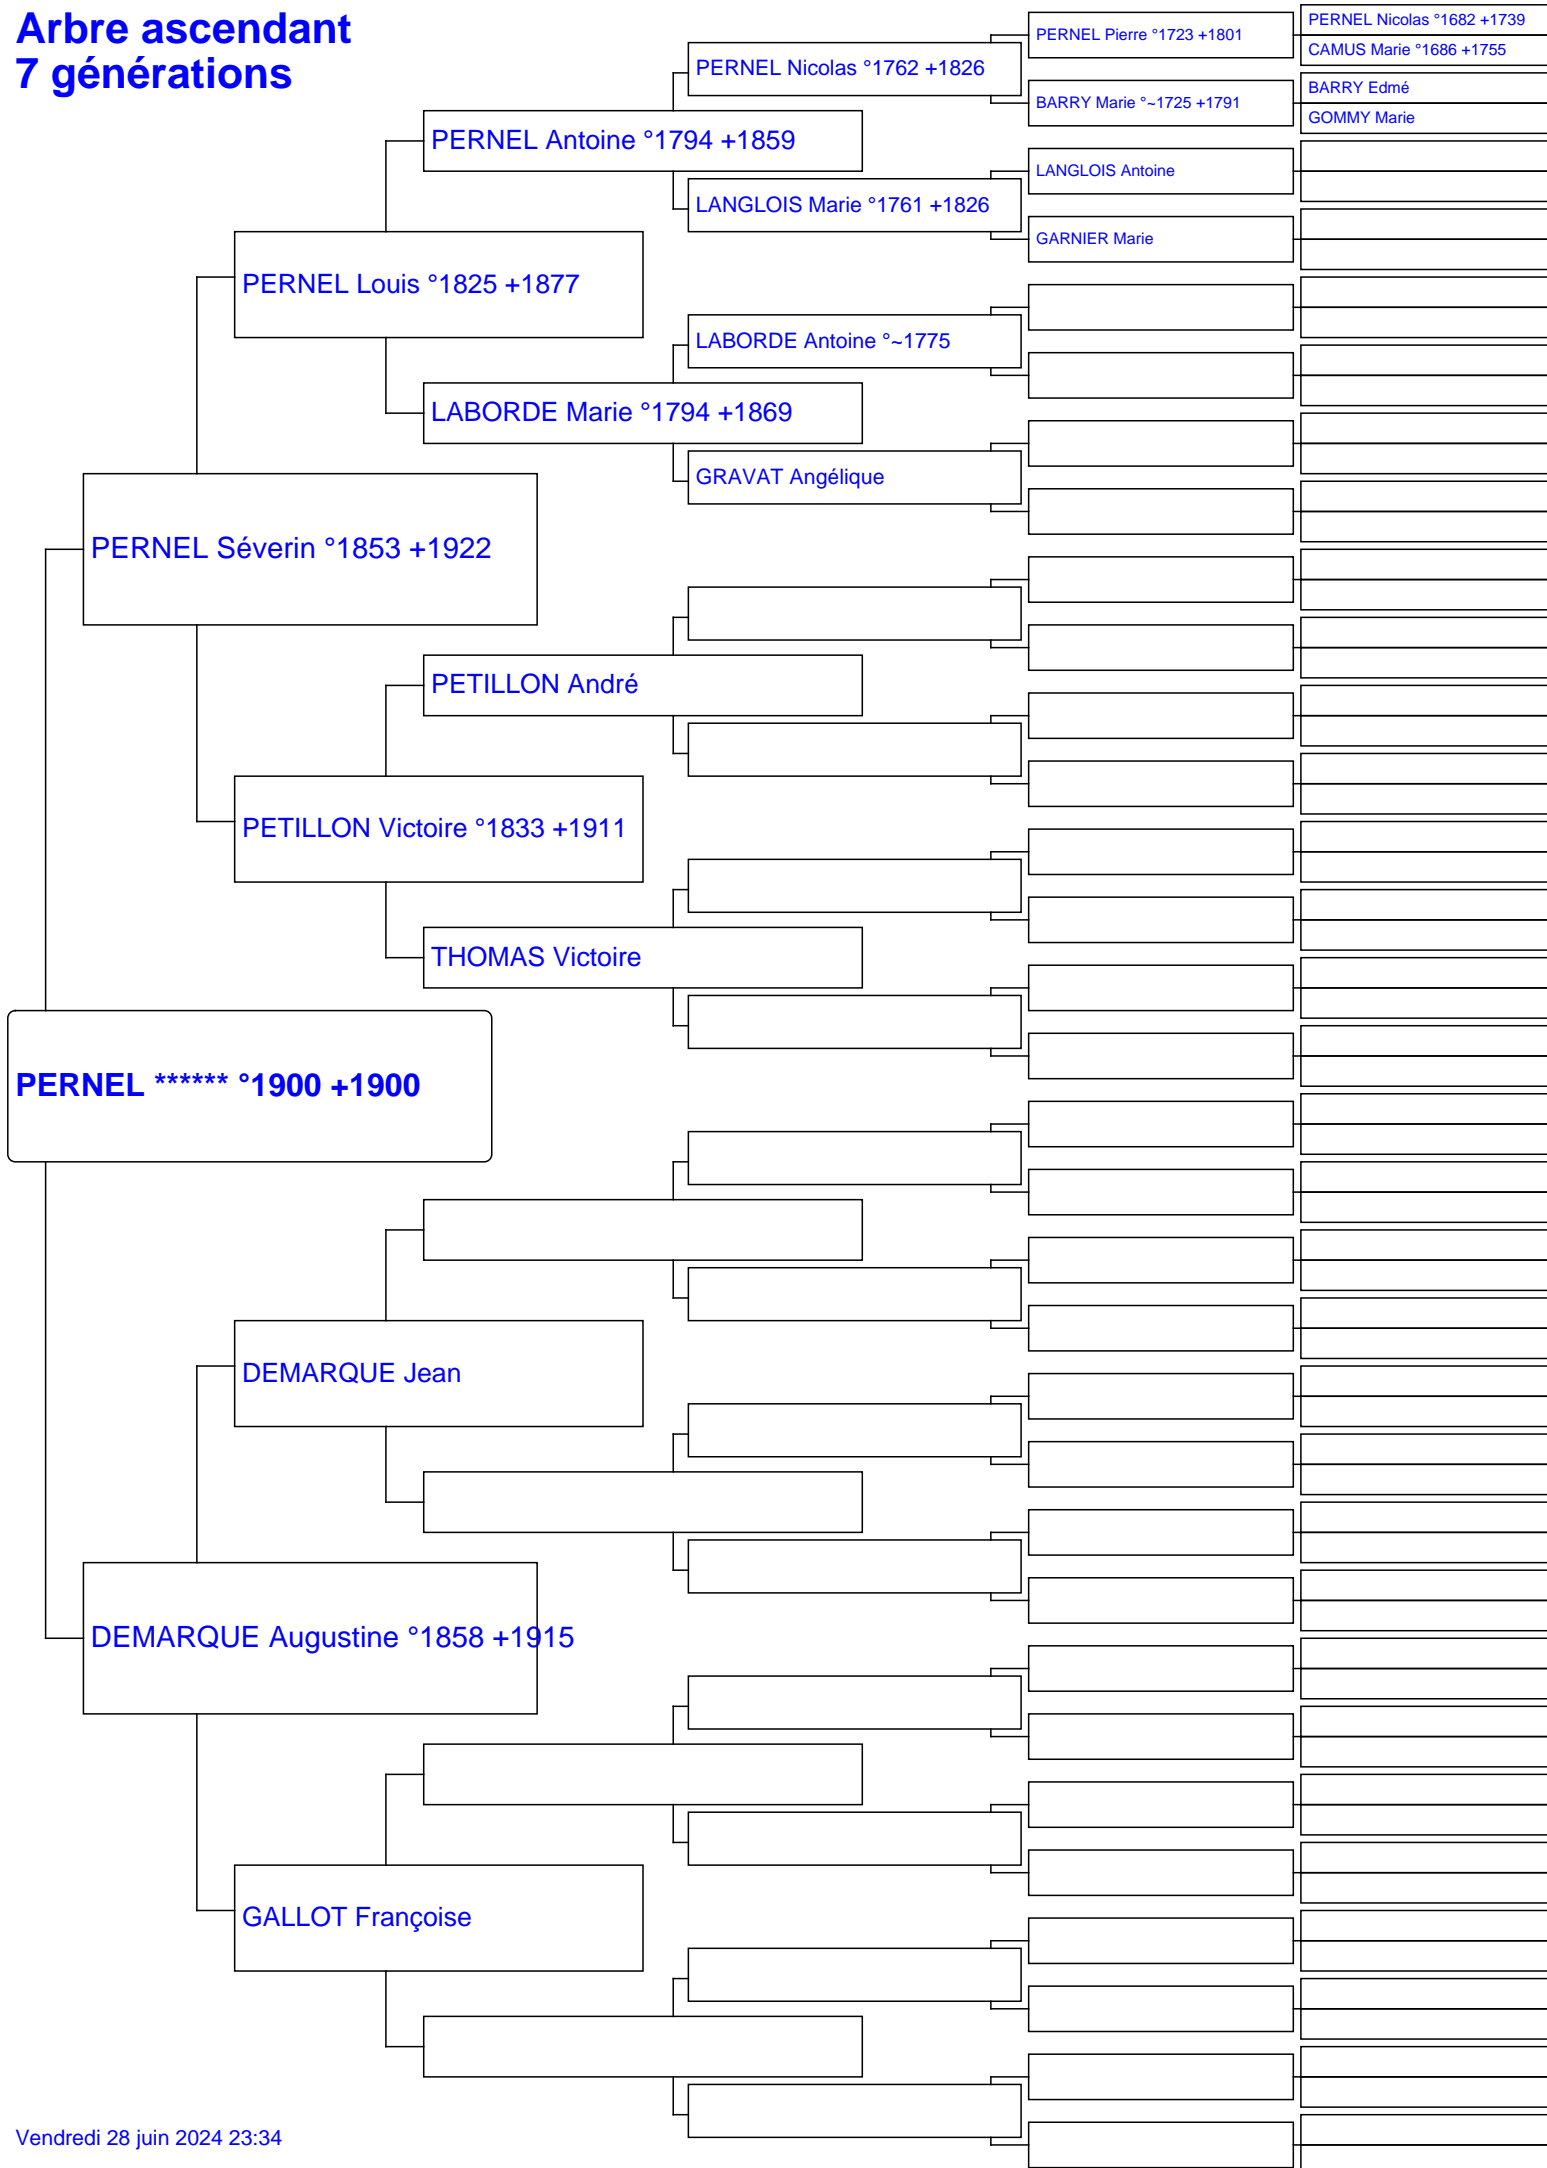 Arbre ascendant
7 générations
PERNEL Nicolas °1682 +1739
PERNEL Pierre °1723 +1801
CAMUS Marie °1686 +1755
PERNEL Nicolas °1762 +1826
BARRY Edmé
BARRY Marie °~1725 +1791
GOMMY Marie
PERNEL Antoine °1794 +1859
LANGLOIS Antoine
LANGLOIS Marie °1761 +1826
GARNIER Marie
PERNEL Louis °1825 +1877
LABORDE Antoine °~1775
LABORDE Marie °1794 +1869
GRAVAT Angélique
PERNEL Séverin °1853 +1922
PETILLON André
PETILLON Victoire °1833 +1911
THOMAS Victoire
PERNEL ****** °1900 +1900
DEMARQUE Jean
DEMARQUE Augustine °1858 +1915
GALLOT Françoise
Vendredi 28 juin 2024 23:34